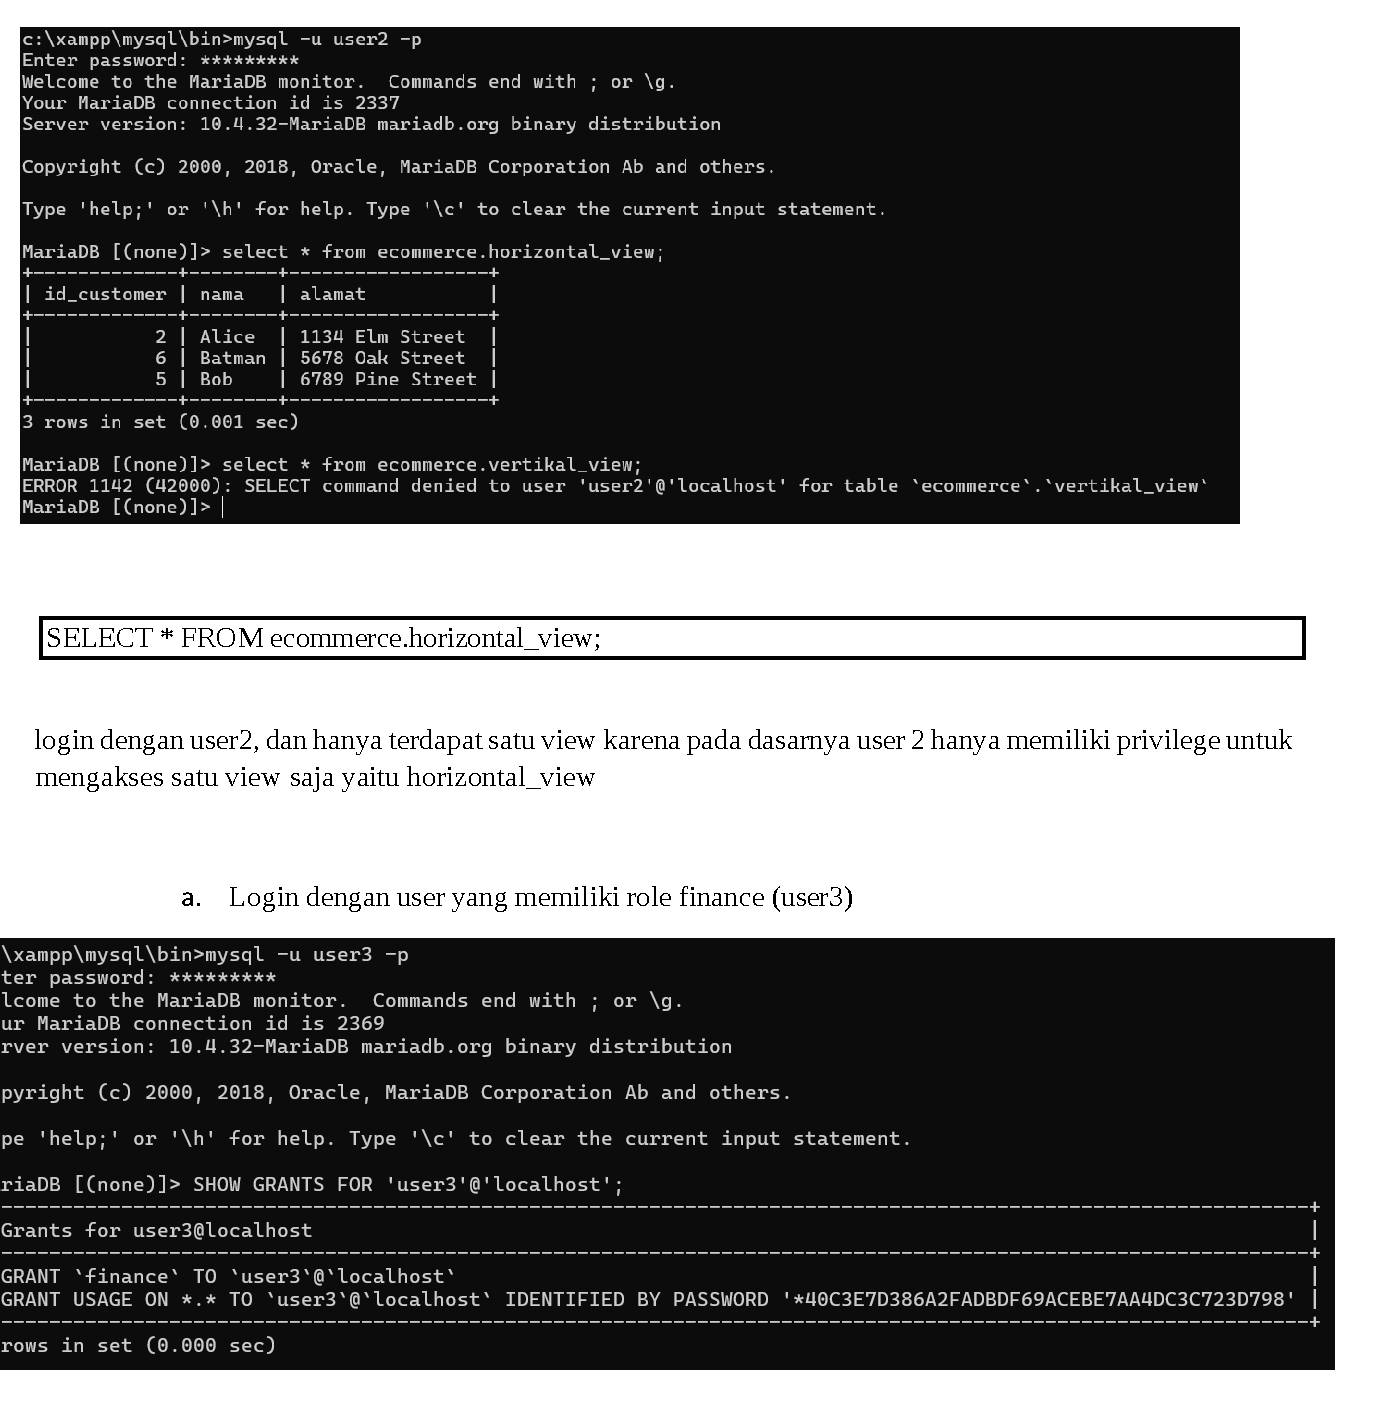 c:\xampp\mysql\bin>mysql -u user2 -p
Enter password: *********
Welcome to the MariaDB monitor.  Commands end with ; or \g.
Your MariaDB connection id is 2337
Server version: 10.4.32-MariaDB mariadb.org binary distribution
Copyright (c) 2000, 2018, Oracle, MariaDB Corporation Ab and others.
Type 'help;' or '\h' for help. Type '\c' to clear the current input statement.
MariaDB [(none)]> select * from ecommerce.horizontal_view;
+-------------+--------+------------------+
| id_customer | nama   | alamat           |
+-------------+--------+------------------+
|           2 | Alice  | 1134 Elm Street  |
|           6 | Batman | 5678 Oak Street  |
|           5 | Bob    | 6789 Pine Street |
+-------------+--------+------------------+
3 rows in set (0.001 sec)
MariaDB [(none)]> select * from ecommerce.vertikal_view;
ERROR 1142 (42000): SELECT command denied to user 'user2'@'localhost' for table `ecommerce`.`vertikal_view`
MariaDB [(none)]>
SELECT * FROM ecommerce.horizontal_view;
login dengan user2, dan hanya terdapat satu view karena pada dasarnya user 2 hanya memiliki privilege untuk
mengakses satu view saja yaitu horizontal_view
a. Login dengan user yang memiliki role finance (user3)
\xampp\mysql\bin>mysql -u user3 -p
ter password: *********
lcome to the MariaDB monitor.  Commands end with ; or \g.
ur MariaDB connection id is 2369
rver version: 10.4.32-MariaDB mariadb.org binary distribution
pyright (c) 2000, 2018, Oracle, MariaDB Corporation Ab and others.
pe 'help;' or '\h' for help. Type '\c' to clear the current input statement.
riaDB [(none)]> SHOW GRANTS FOR 'user3'@'localhost';
-------------------------------------------------------------------------------------------------------------+
Grants for user3@localhost                                                                                   |
-------------------------------------------------------------------------------------------------------------+
GRANT `finance` TO `user3`@`localhost`                                                                       |
GRANT USAGE ON *.* TO `user3`@`localhost` IDENTIFIED BY PASSWORD '*40C3E7D386A2FADBDF69ACEBE7AA4DC3C723D798' |
-------------------------------------------------------------------------------------------------------------+
rows in set (0.000 sec)